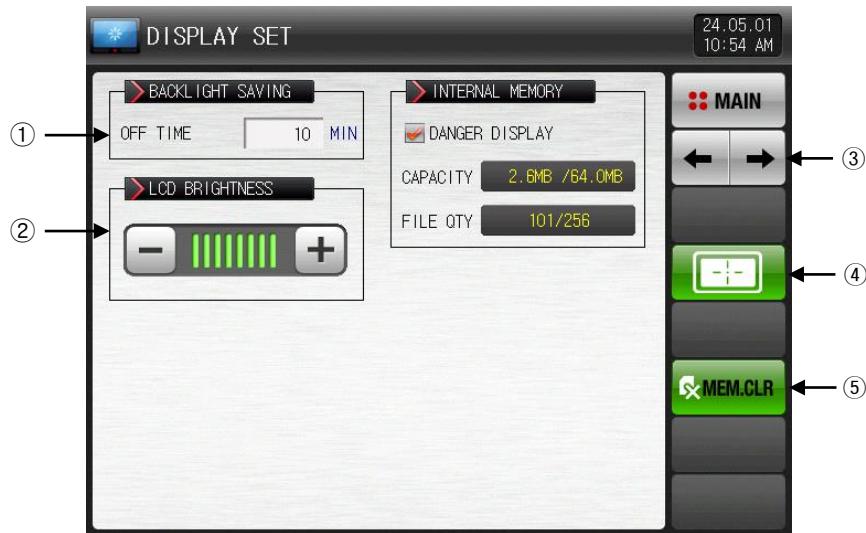 DISPLAY SET
24.05.01
10:54 AM
BACKLIGHT SAVING
① OFF TIME 10 MIN
LCD BRIGHTNESS
②
INTERNAL MEMORY
DANGER DISPLAY
CAPACITY 2.6MB /64.0MB
FILE QTY 101/256
MAIN
③
④
MEM.CLR ⑤